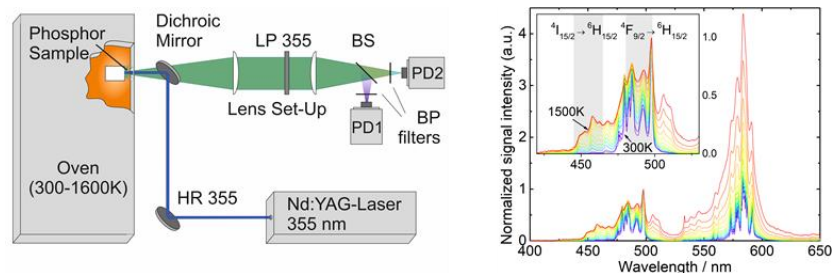 Phosphor
Sample
Dichroic
Mirror
LP 355
BS
PD2
Lens Set-Up
PD1
BP
filters
Oven
(300-1600K)
HR 355
Nd:YAG-Laser
355 nm
Normalized signal intensity (a.u.)
4
3
2
1
0
⁴I₁₅/₂→⁶H₁₅/₂ ⁴F₉/₂→⁶H₁₅/₂
1.0
0.5
0.0
1500K
300K
450 500
400 450 500 550 600 650
Wavelength / nm